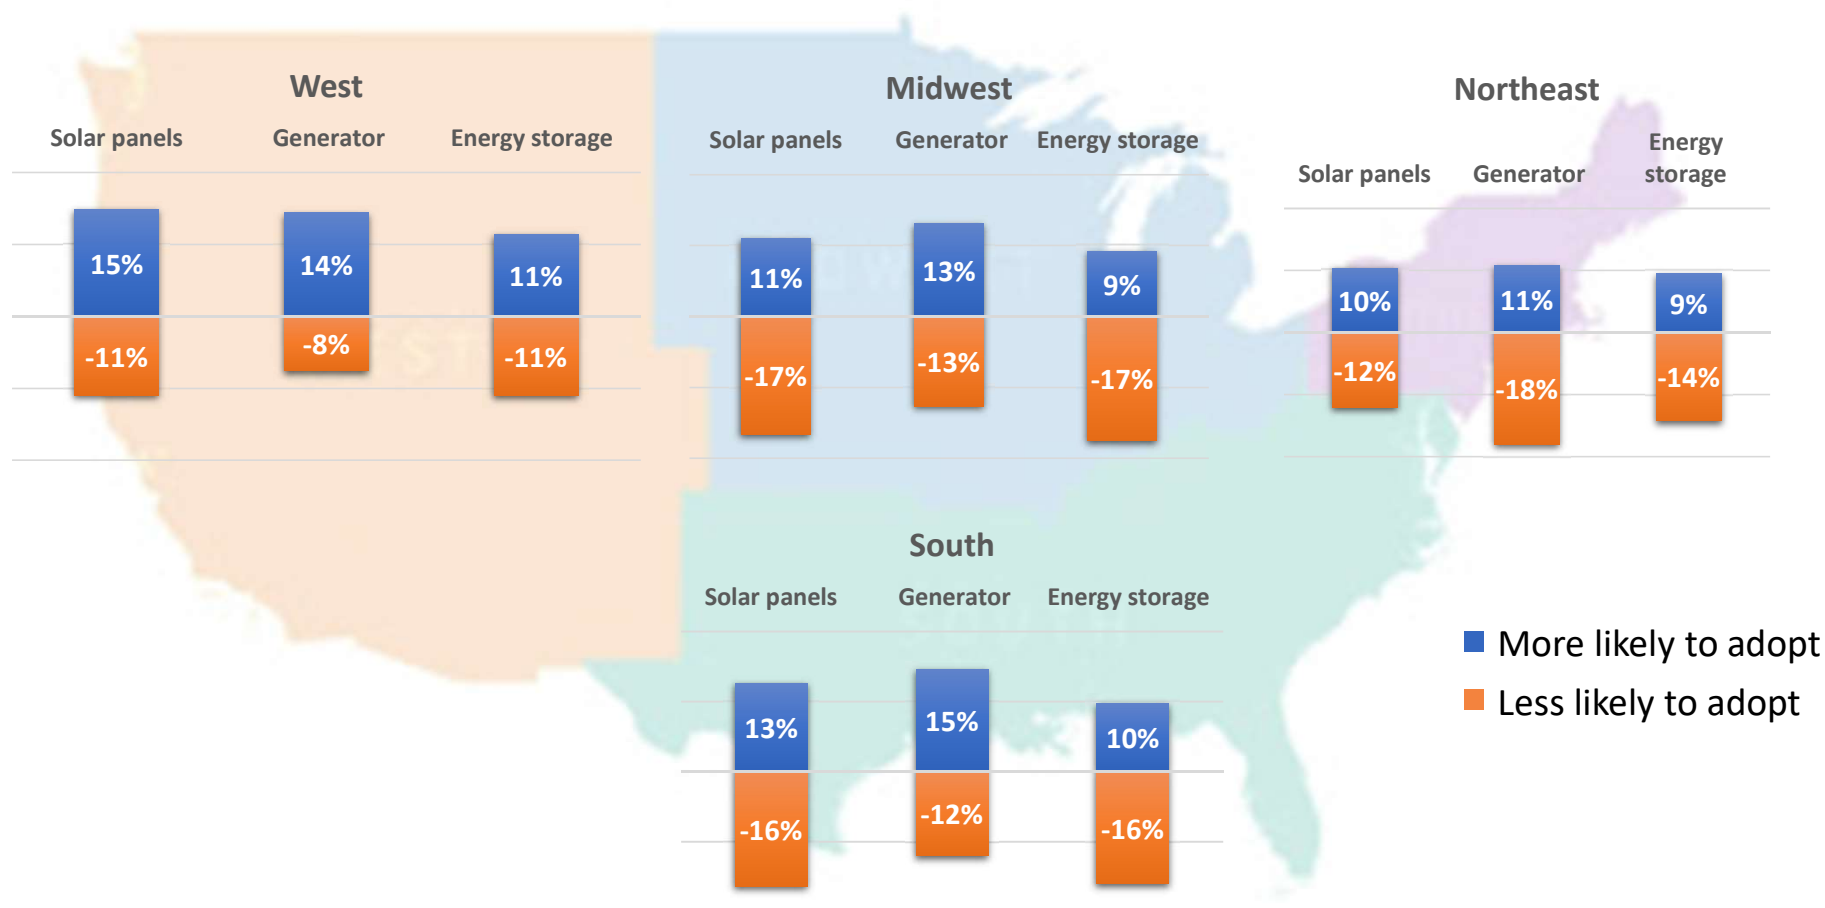 West
Solar panels Generator Energy storage
15% 14% 11%
-11% -8% -11%
Midwest
Solar panels Generator Energy storage
11% 13% 9%
-17% -13% -17%
Northeast
Solar panels Generator Energy
storage
10% 11% 9%
-12% -18% -14%
South
Solar panels Generator Energy storage
13% 15% 10%
-16% -12% -16%
More likely to adopt
Less likely to adopt